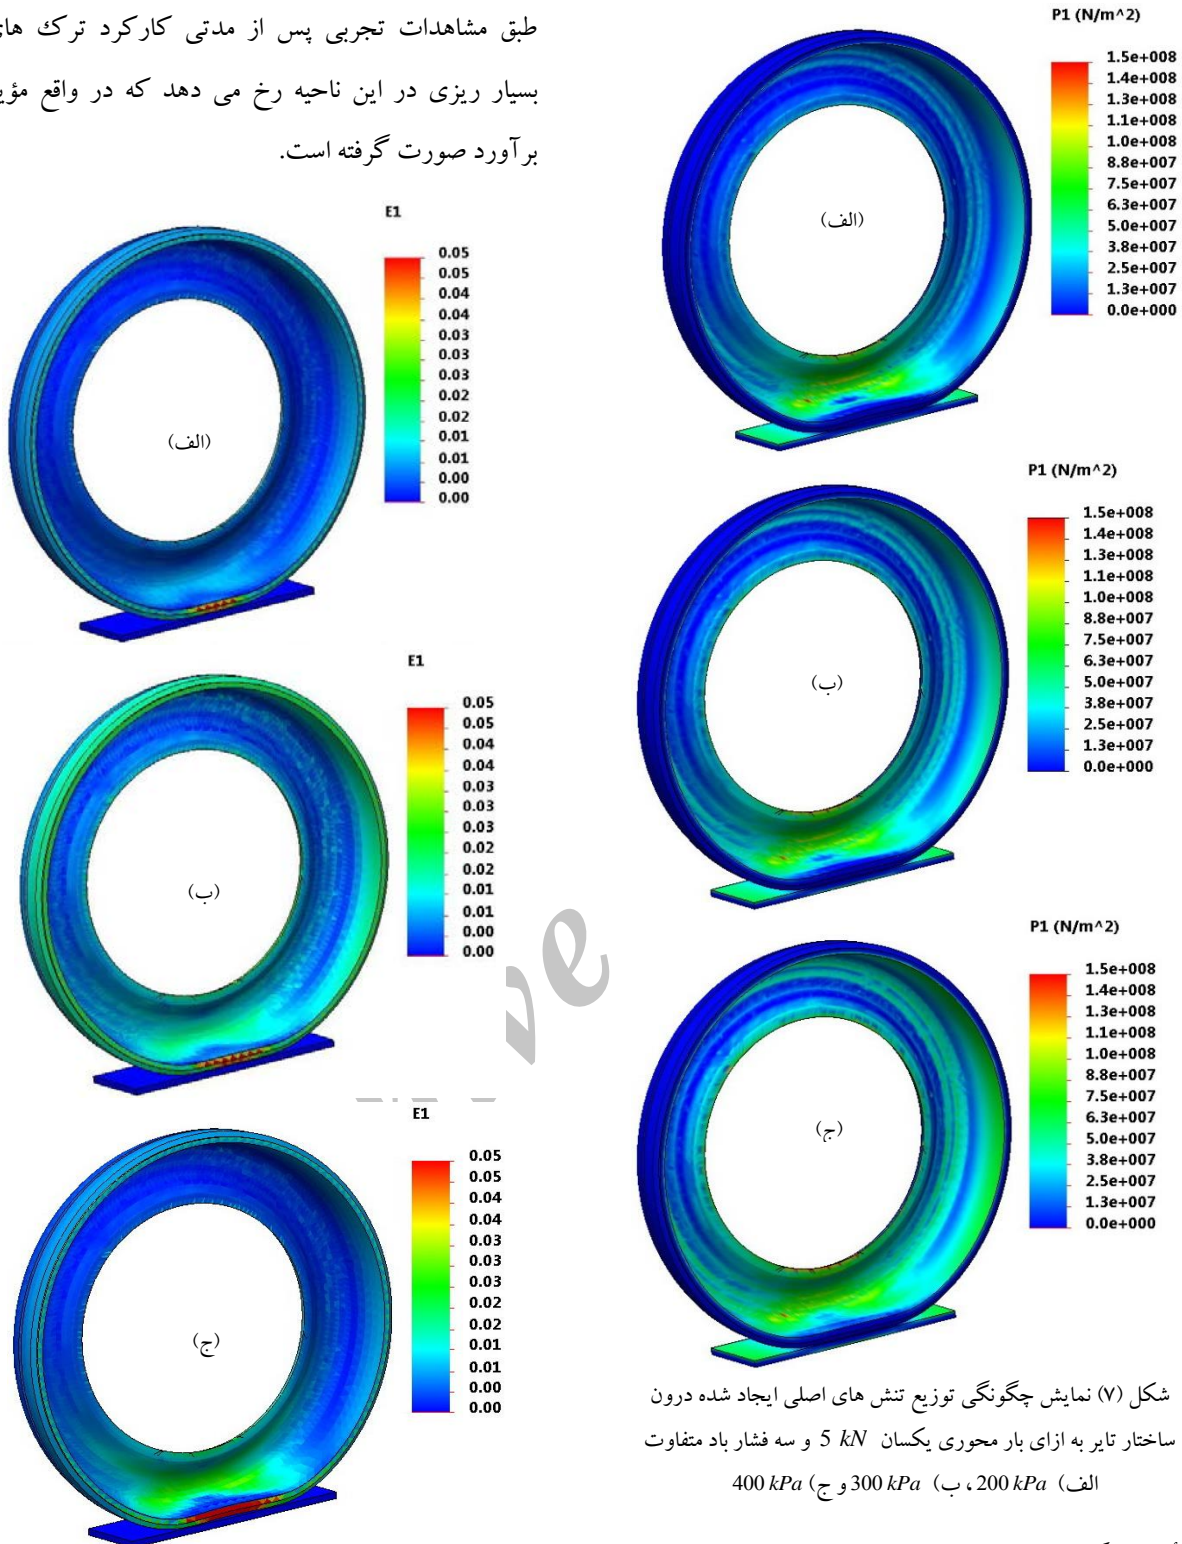 طبق مشاهدات تجربی پس از مدتی کارکرد ترک های
بسیار ریزی در این ناحیه رخ می دهد که در واقع
برآورد صورت گرفته است.
E1
0.05
0.05
0.04
0.04
0.03
0.03
0.03
0.02
0.01
0.01
0.00
0.00
(الف)
E1
0.05
0.05
0.04
0.04
0.03
0.03
0.03
0.02
0.02
0.01
0.01
0.00
0.00
(ب)
E1
0.05
0.05
0.04
0.04
0.03
0.03
0.02
0.02
0.01
0.01
0.00
0.00
(ج)
P1 (N/m^2)
1.5e+008
1.4e+008
1.3e+008
1.1e+008
1.0e+008
8.8e+007
7.5e+007
6.3e+007
5.0e+007
3.8e+007
2.5e+007
1.3e+007
0.0e+000
(الف)
P1 (N/m^2)
1.5e+008
1.4e+008
1.3e+008
1.1e+008
1.0e+008
8.8e+007
7.5e+007
6.3e+007
5.0e+007
3.8e+007
2.5e+007
1.3e+007
0.0e+000
(ب)
P1 (N/m^2)
1.5e+008
1.4e+008
1.3e+008
1.1e+008
1.0e+008
8.8e+007
7.5e+007
6.3e+007
5.0e+007
3.8e+007
2.5e+007
1.3e+007
0.0e+000
(ج)
شکل (۷) نمایش چگونگی توزیع تنش های اصلی ایجاد شده درون
ساختار تایر به ازای بار محوری یکسان 5 kN و سه فشار باد متفاوت
الف) 200 kPa ، ب) 300 kPa و ج) 400 kPa